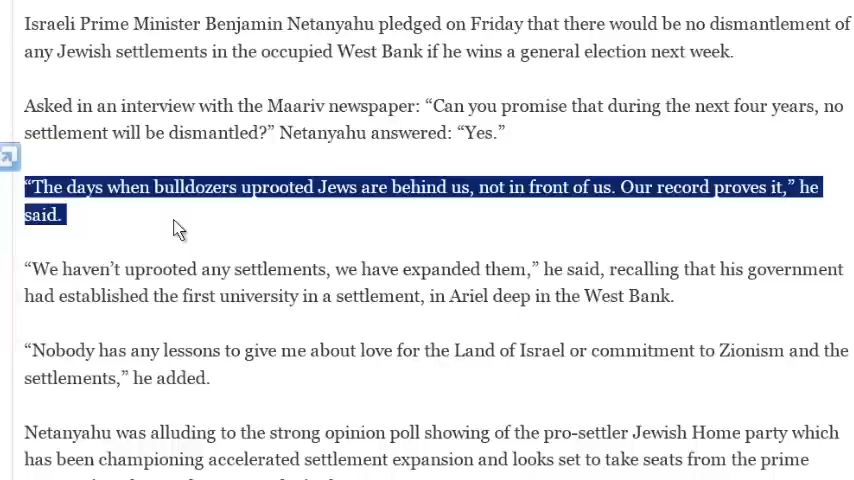 Israeli Prime Minister Benjamin Netanyahu pledged on Friday that there would be no dismantlement of
any Jewish settlements in the occupied West Bank if he wins a general election next week.
Asked in an interview with the Maariv newspaper: “Can you promise that during the next four years, no
settlement will be dismantled?” Netanyahu answered: “Yes.”
“The days when bulldozers uprooted Jews are behind us, not in front of us. Our record proves it,” he
said.
“We haven’t uprooted any settlements, we have expanded them,” he said, recalling that his government
had established the first university in a settlement, in Ariel deep in the West Bank.
“Nobody has any lessons to give me about love for the Land of Israel or commitment to Zionism and the
settlements,” he added.
Netanyahu was alluding to the strong opinion poll showing of the pro-settler Jewish Home party which
has been championing accelerated settlement expansion and looks set to take seats from the prime